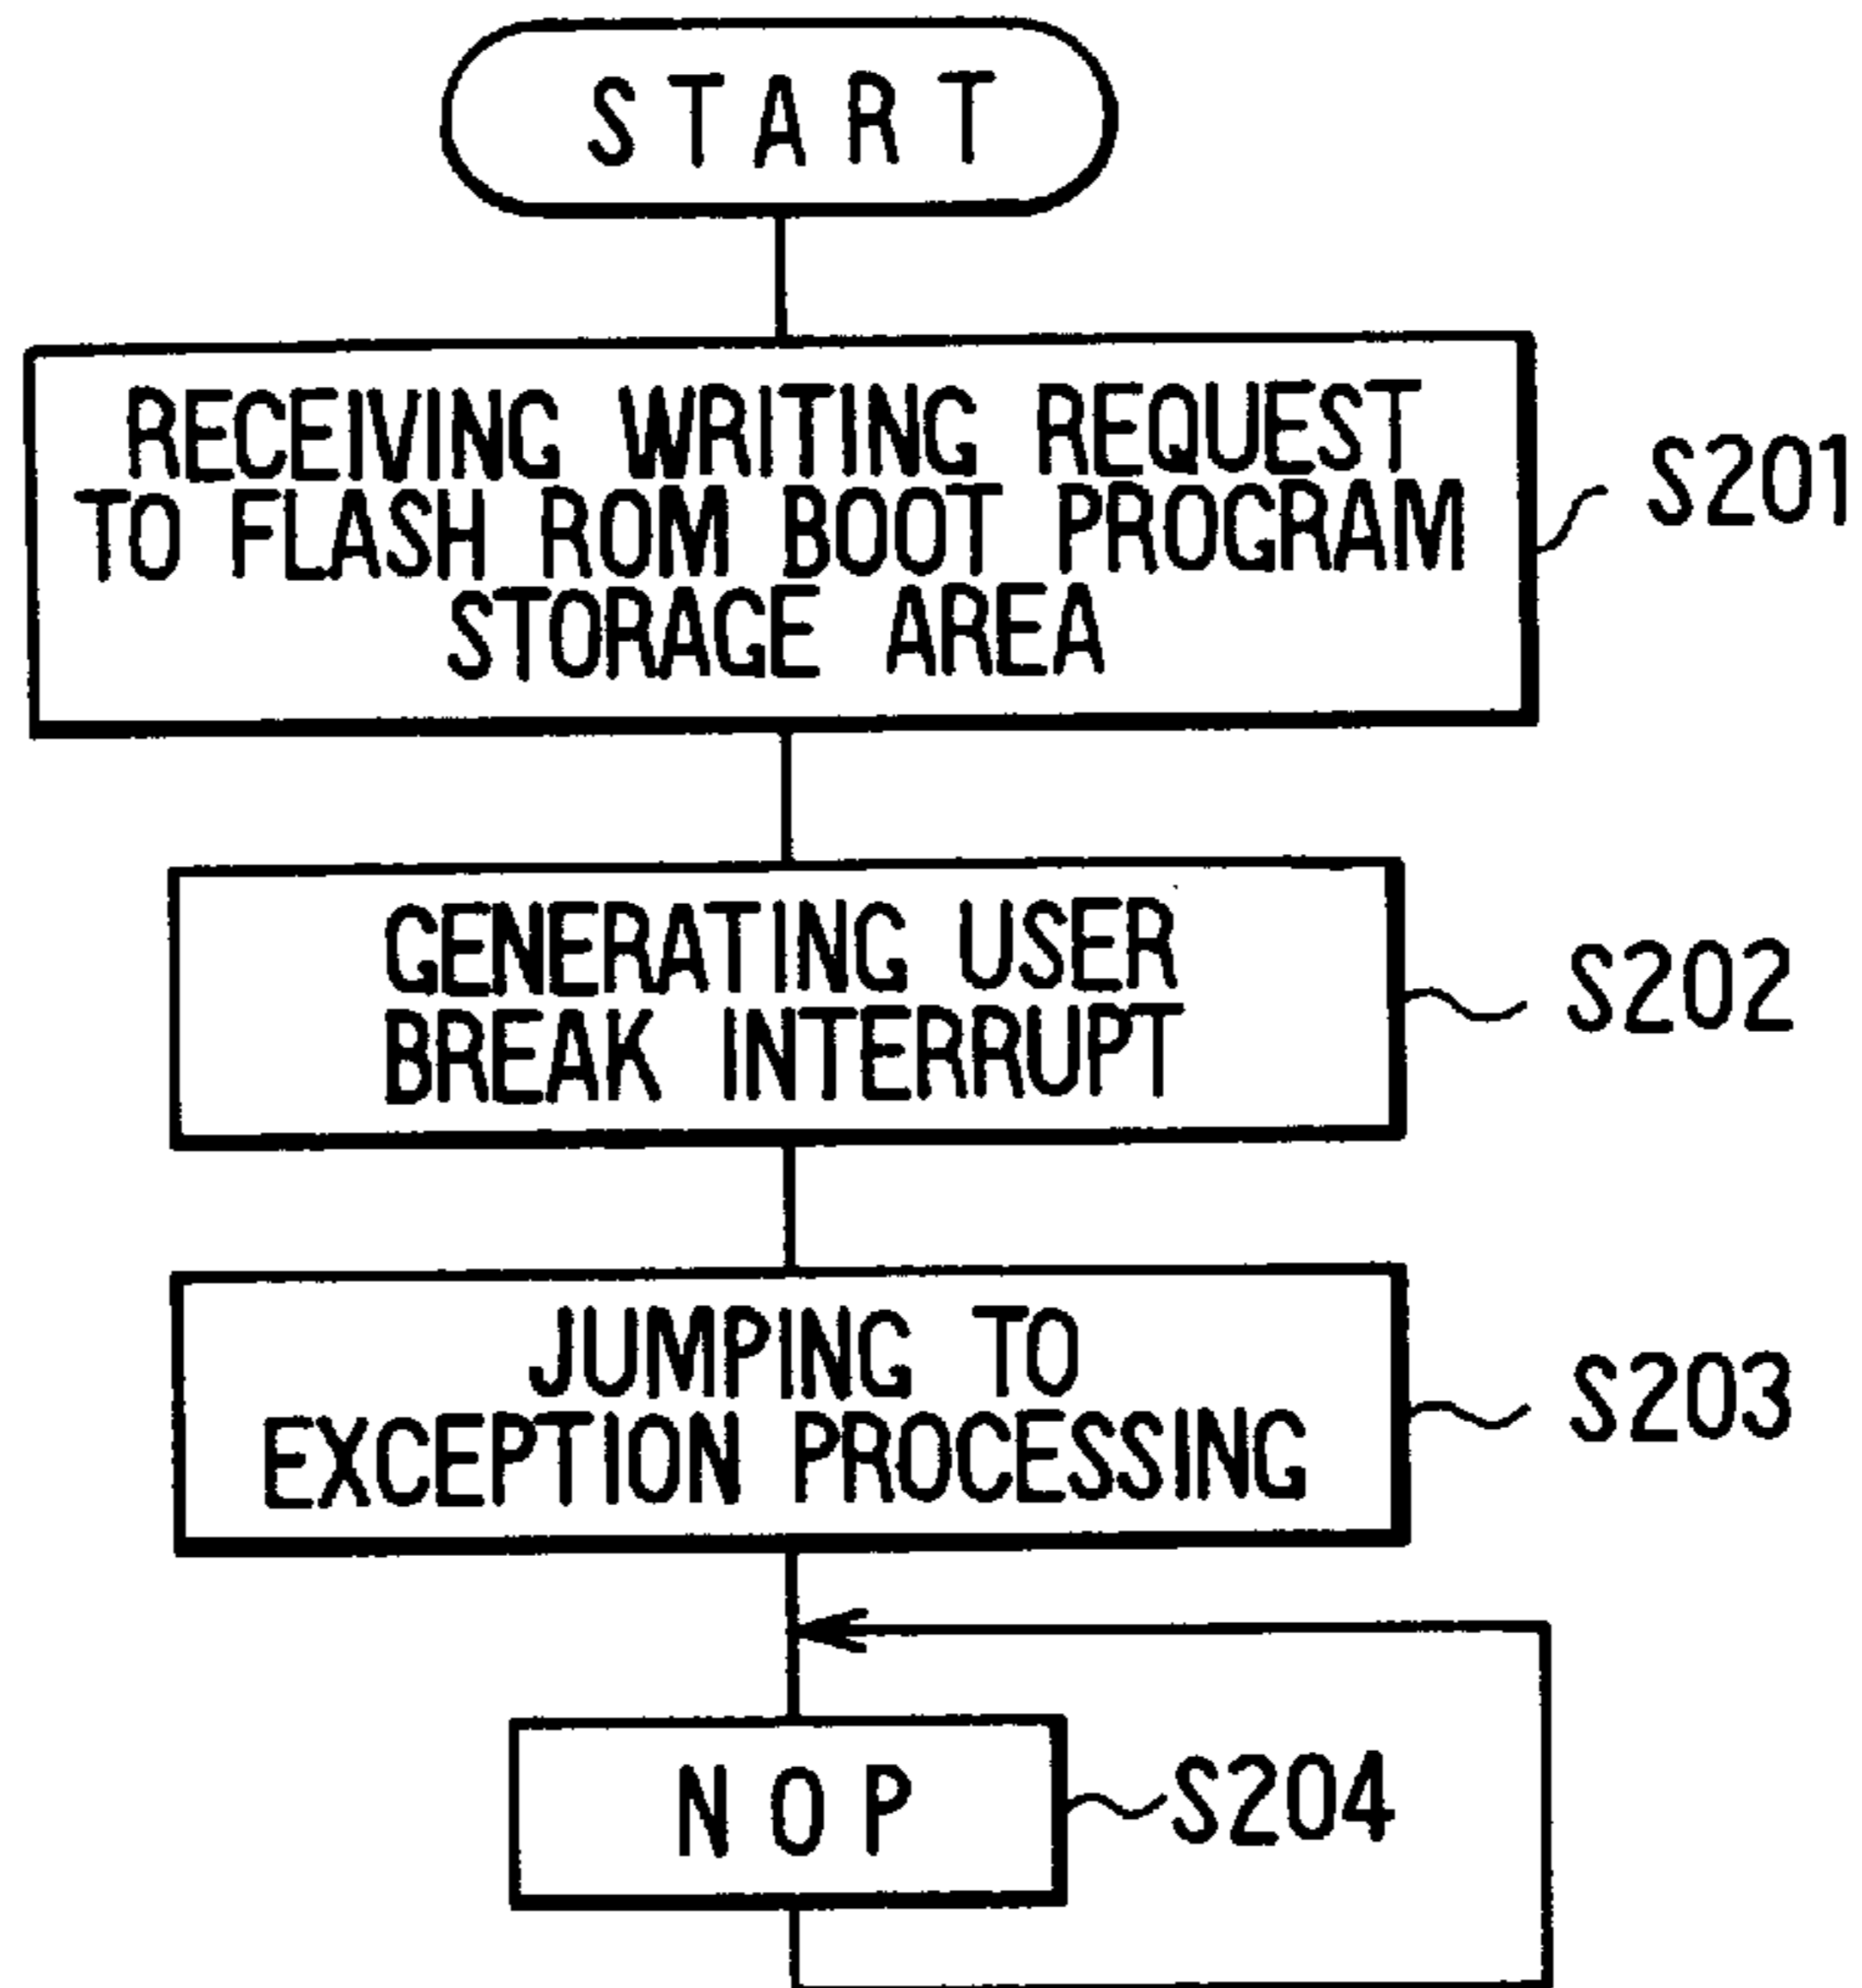 START
RECEIVING WRITING REQUEST
TO FLASH ROM BOOT PROGRAM
STORAGE AREA
S201
GENERATING USER
BREAK INTERRUPT
S202
JUMPING TO
EXCEPTION PROCESSING
S203
NOP
S204